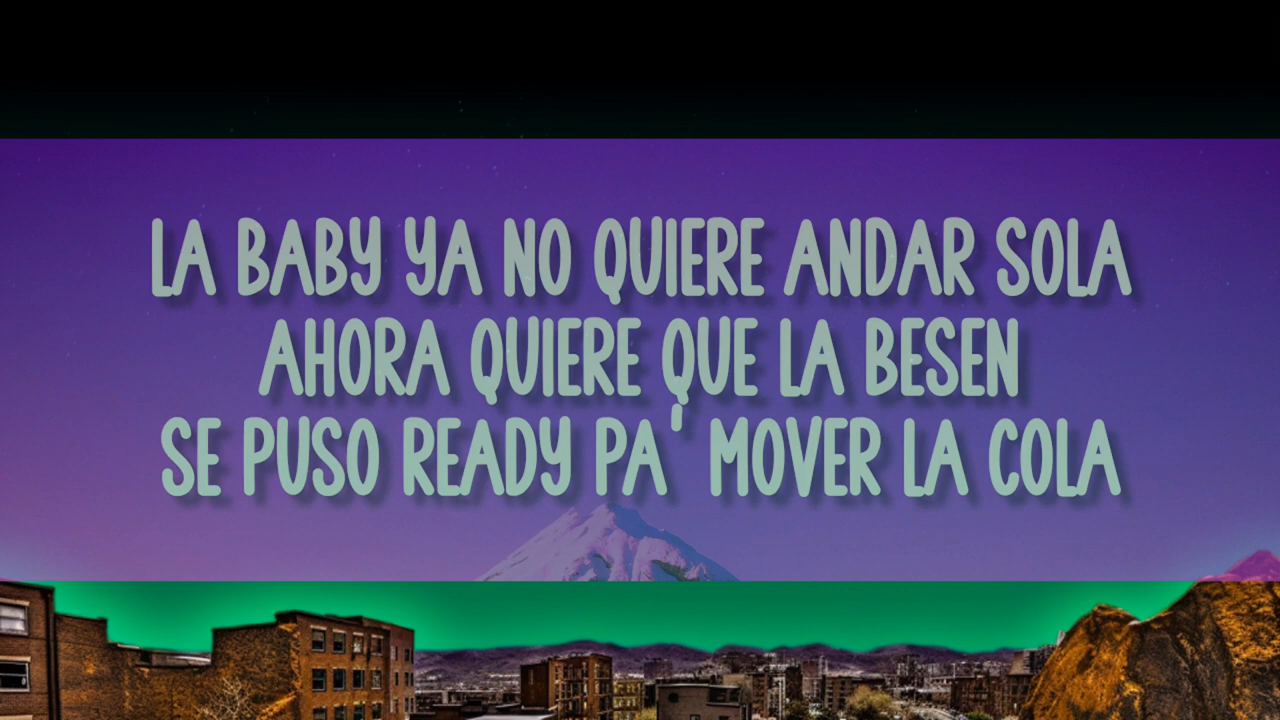 LA BABY YA NO QUIERE ANDAR SOLA
AHORA QUIERE QUE LA BESEN
SE PUSO READY PA' MOVER LA COLA